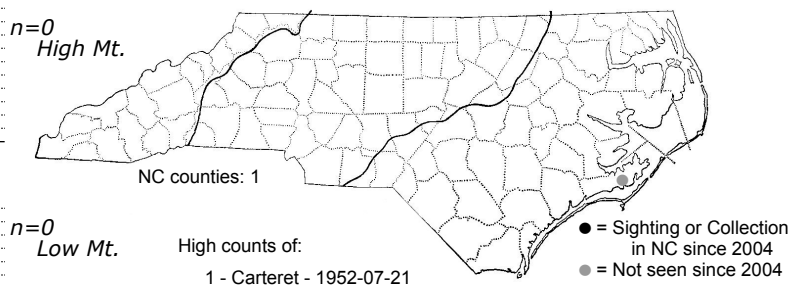 n=0
High Mt.
NC counties: 1
n=0
Low Mt.
High counts of:
1 - Carteret - 1952-07-21
● = Sighting or Collection
in NC since 2004
● = Not seen since 2004